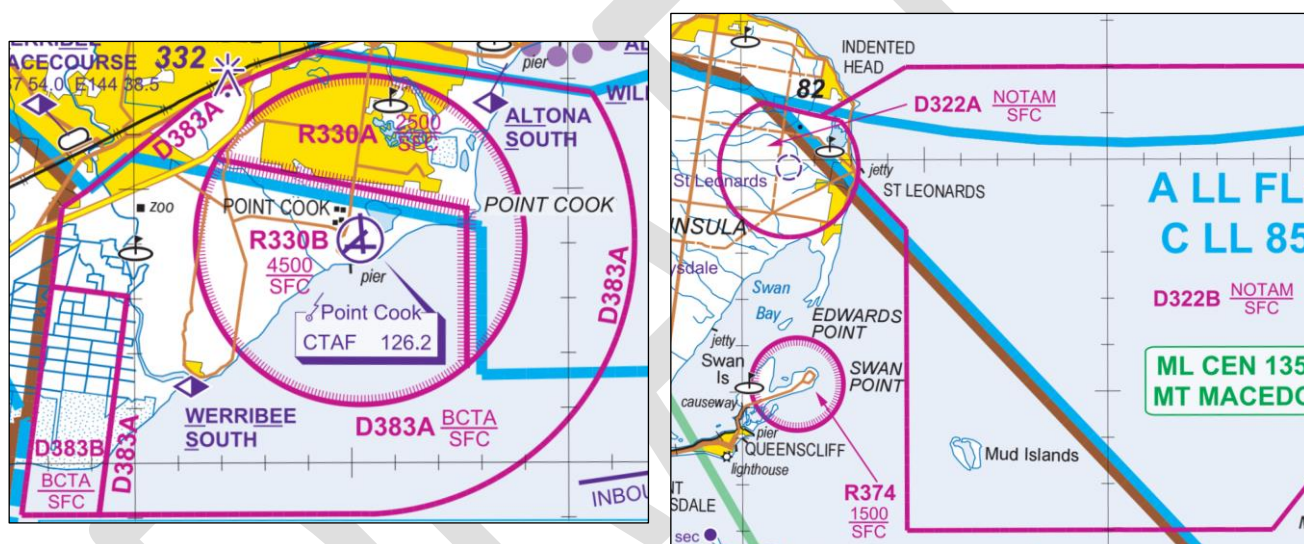 332
D383A
R330A
2500
SFC
ALTONA
SOUTH
pier
ZOO
POINT COOK
POINT COOK
R330B
4500
SFC
pier
Point Cook
CTAF 126.2
D383A
WERRIBEE
SOUTH
D383A BCTA
SFC
D383B
BCTA
SFC
D383A
INDENTED
HEAD
82
D322A NOTAM
SFC
St Leonards
jetty
ST LEONARDS
A LL FL
C LL 85
D322B NOTAM
SFC
Swan
Bay
EDWARDS
POINT
jetty
Swan
Is
SWAN
POINT
causeway
pier
QUEENSCLIFF
lighthouse
Mud Islands
ML CEN 135
R374
1500
SFC
sec